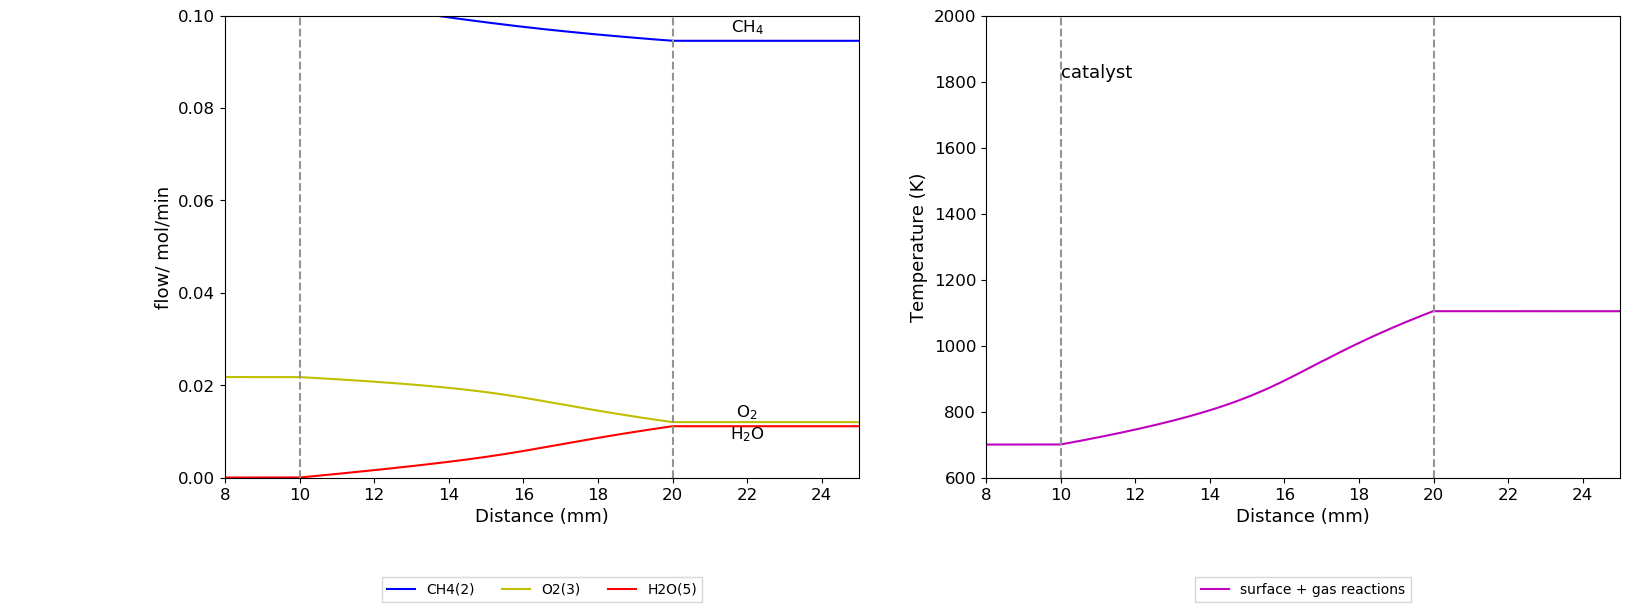 0.10
0.08
0.06
0.04
0.02
0.00
flow/ mol/min
CH₄
O₂
H₂O
8 10 12 14 16 18 20 22 24
Distance (mm)
CH4(2) O2(3) H2O(5)
2000
1800
1600
1400
1200
1000
800
600
Temperature (K)
catalyst
8 10 12 14 16 18 20 22 24
Distance (mm)
surface + gas reactions